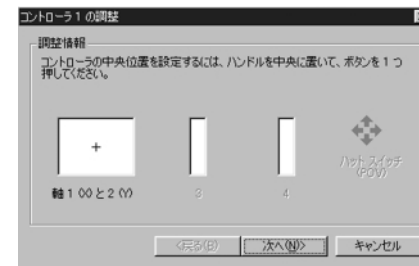 コントローラ 1 の調整
調整情報
コントローラの中央位置を設定するには、ハンドルを中央に置いて、ボタンを 1 つ
押してください。
軸 1 (X) と 2 (Y)
3
4
ハット スイッチ
(POV)
<戻る(B)
次へ(N)>
キャンセル